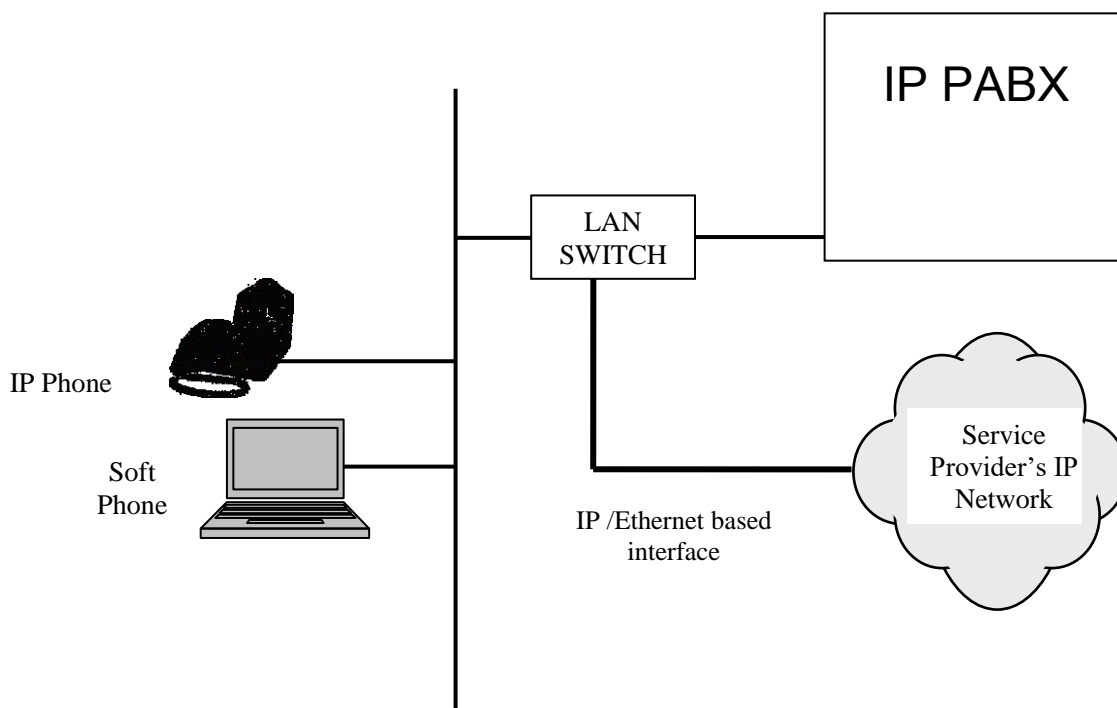 IP PABX
LAN
SWITCH
IP Phone
Soft
Phone
Service
Provider’s IP
Network
IP /Ethernet based
interface